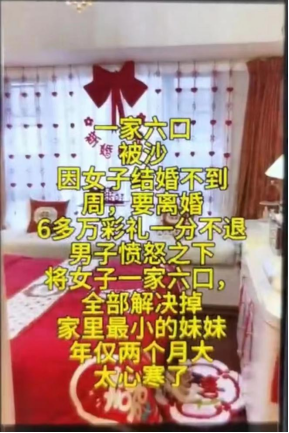 一家六口
被沙
因女子结婚不到
周，要离婚
6多万彩礼一分不退
男子愤怒之下
将女子一家六口，
全部解决掉
家里最小的妹妹
年仅两个月大
太心寒了